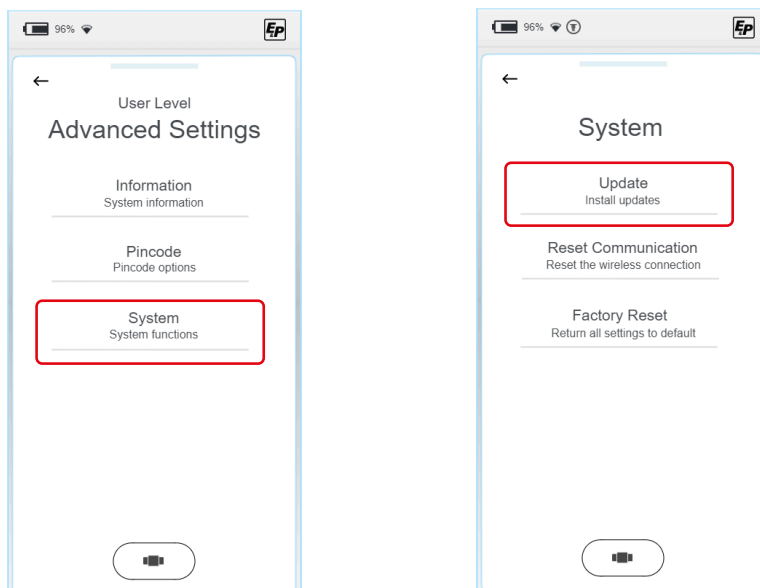 96%
EP
User Level
Advanced Settings
Information
System information
Pincode
Pincode options
System
System functions
96% T
EP
System
Update
Install updates
Reset Communication
Reset the wireless connection
Factory Reset
Return all settings to default